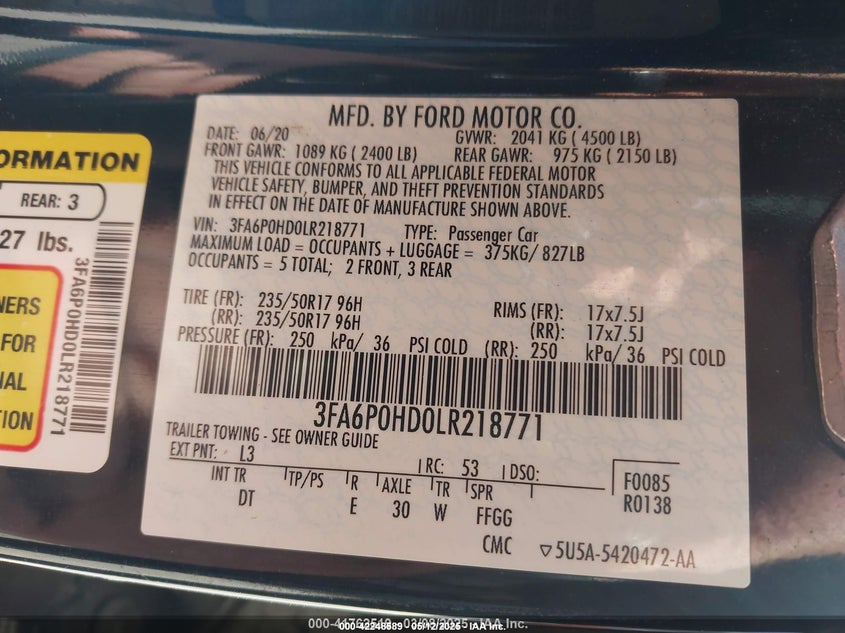 ORMATION
REAR: 3
27 lbs.
NERS
FOR
NAL
TION
3FA6P0HD0LR218771
MFD. BY FORD MOTOR CO.
DATE: 06/20 GVWR: 2041 KG ( 4500 LB)
FRONT GAWR: 1089 KG ( 2400 LB) REAR GAWR: 975 KG ( 2150 LB)
THIS VEHICLE CONFORMS TO ALL APPLICABLE FEDERAL MOTOR
VEHICLE SAFETY, BUMPER, AND THEFT PREVENTION STANDARDS
IN EFFECT ON THE DATE OF MANUFACTURE SHOWN ABOVE.
VIN: 3FA6P0HD0LR218771 TYPE: Passenger Car
MAXIMUM LOAD = OCCUPANTS + LUGGAGE = 375KG/ 827LB
OCCUPANTS = 5 TOTAL; 2 FRONT, 3 REAR
TIRE (FR): 235/50R17 96H RIMS (FR): 17x7.5J
(RR): 235/50R17 96H (RR): 17x7.5J
PRESSURE (FR): 250 kPa/ 36 PSI COLD (RR): 250 kPa/ 36 PSI COLD
3FA6P0HD0LR218771
TRAILER TOWING - SEE OWNER GUIDE
EXT PNT: L3 RC: 53 DSO: F0085
R0138
INT TR TP/PS R AXLE TR SPR
DT E 30 W FFGG
CMC ▽5U5A-5420472-AA
000-42248689 05/12/2025 IAA Inc.